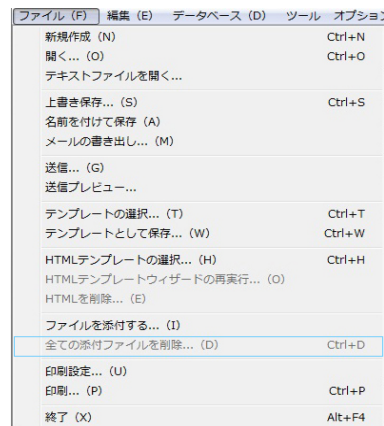 ファイル（F） 編集（E） データベース（D） ツール オプション
新規作成（N） Ctrl+N
開く...（O） Ctrl+O
テキストファイルを開く...
上書き保存...（S） Ctrl+S
名前を付けて保存（A）
メールの書き出し...（M）
送信...（G）
送信プレビュー...
テンプレートの選択...（T） Ctrl+T
テンプレートとして保存...（W） Ctrl+W
HTMLテンプレートの選択...（H） Ctrl+H
HTMLテンプレートウィザードの再実行...（O）
HTMLを削除...（E）
ファイルを添付する...（I）
全ての添付ファイルを削除...（D） Ctrl+D
印刷設定...（U）
印刷...（P） Ctrl+P
終了（X） Alt+F4